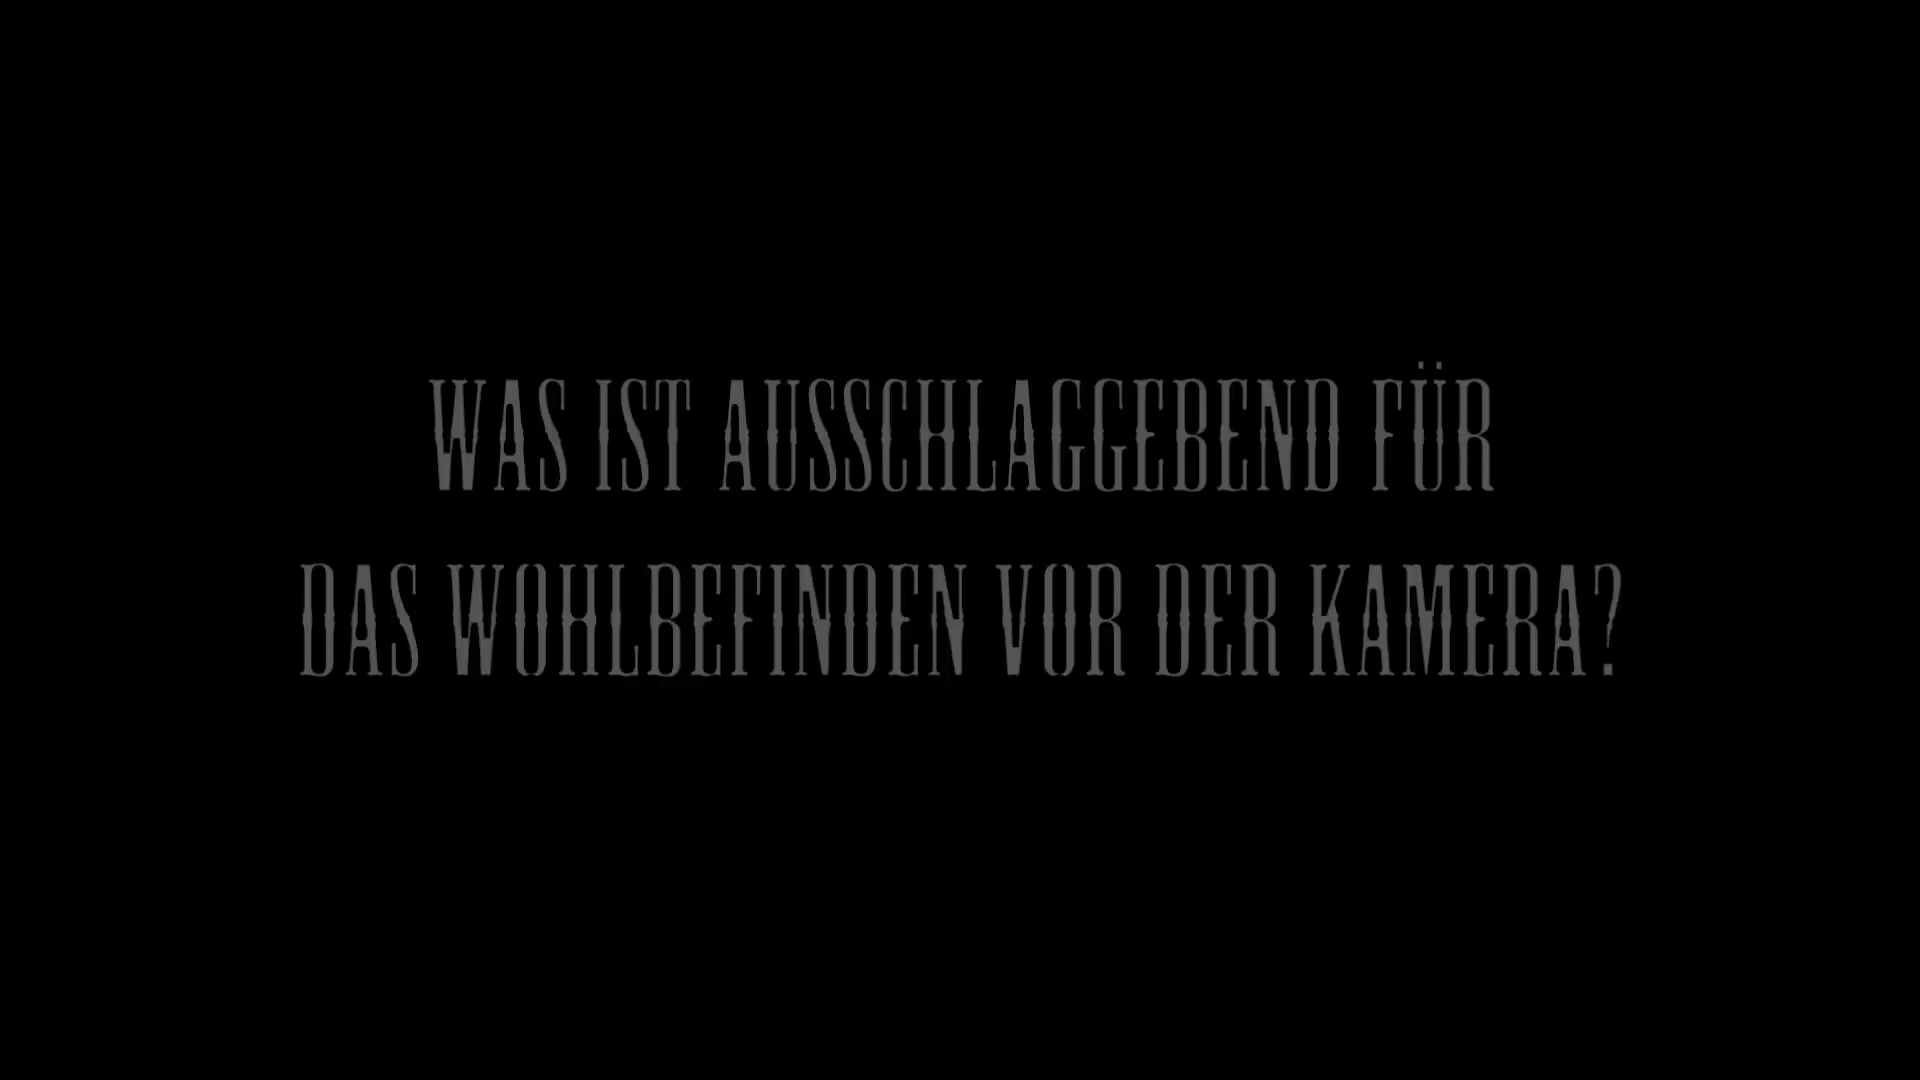 WAS IST AUSSCHLAGGEBEND FÜR
DAS WOHLBEFINDEN VOR DER KAMERA?